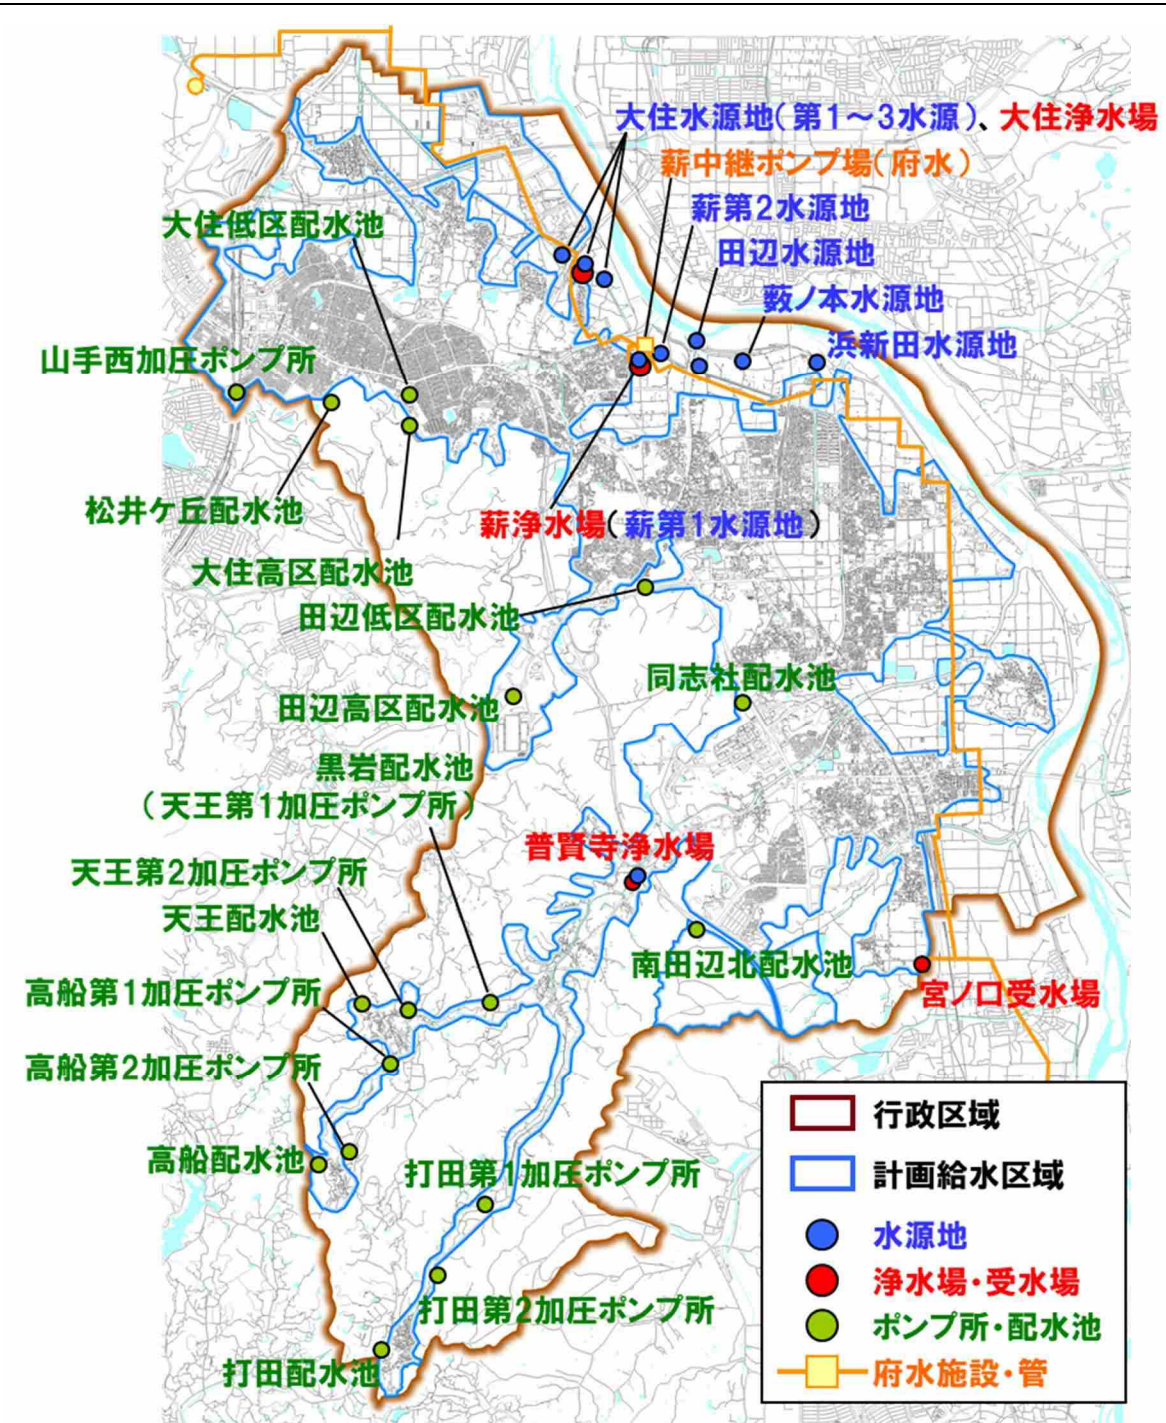 大住水源地（第1～3水源）、大住浄水場
薪中継ポンプ場（府水）
薪第2水源地
大住低区配水池
田辺水源地
薮ノ本水源地
浜新田水源地
山手西加圧ポンプ所
松井ケ丘配水池
薪浄水場（薪第1水源地）
大住高区配水池
田辺低区配水池
同志社配水池
田辺高区配水池
黒岩配水池
（天王第1加圧ポンプ所）
普賢寺浄水場
天王第2加圧ポンプ所
天王配水池
南田辺北配水池
高船第1加圧ポンプ所
宮ノ口受水場
高船第2加圧ポンプ所
高船配水池
打田第1加圧ポンプ所
打田第2加圧ポンプ所
打田配水池
行政区域
計画給水区域
水源地
浄水場・受水場
ポンプ所・配水池
府水施設・管